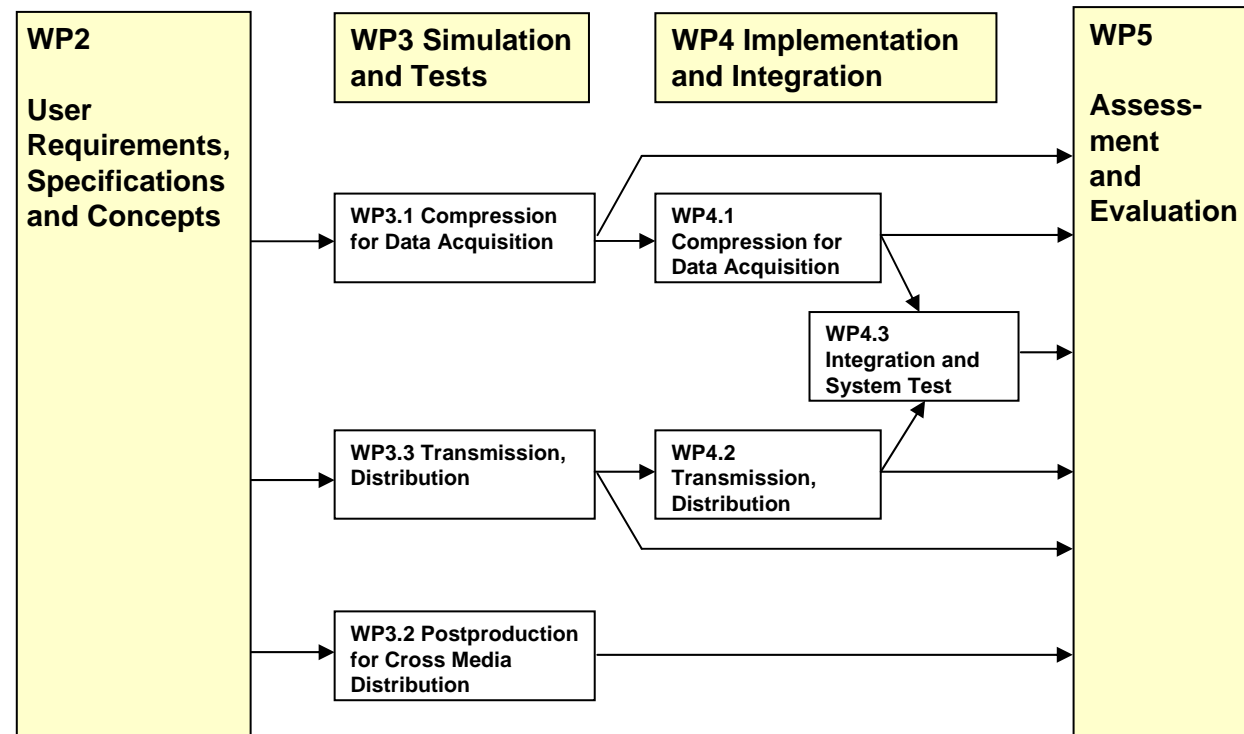 WP2
User
Requirements,
Specifications
and Concepts
WP3 Simulation
and Tests
WP4 Implementation
and Integration
WP5
Assess-
ment
and
Evaluation
WP3.1 Compression
for Data Acquisition
WP4.1
Compression for
Data Acquisition
WP4.3
Integration and
System Test
WP3.3 Transmission,
Distribution
WP4.2
Transmission,
Distribution
WP3.2 Postproduction
for Cross Media
Distribution